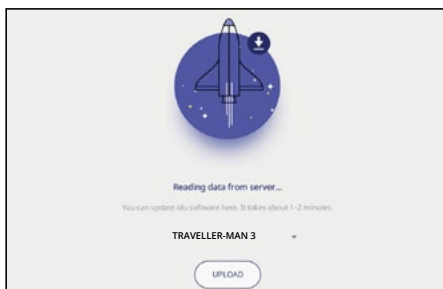 Reading data from server...
You can update idu software here. It takes about 1-2 minutes.
TRAVELLER-MAN 3
UPLOAD